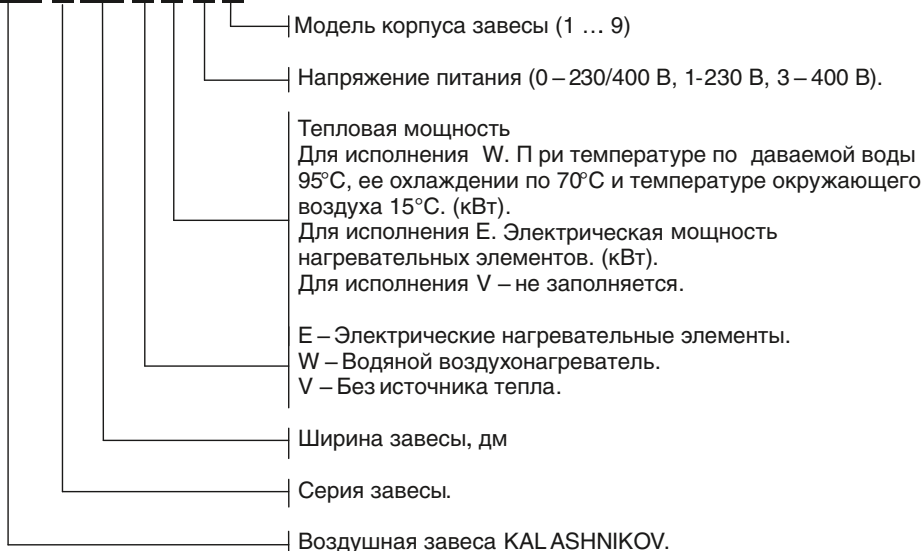 Модель корпуса завесы (1 … 9)
Напряжение питания (0 – 230/400 В, 1-230 В, 3 – 400 В).
Тепловая мощность
Для исполнения W. П ри температуре по даваемой воды
95°C, ее охлаждении по 70°C и температуре окружающего
воздуха 15°C. (кВт).
Для исполнения E. Электрическая мощность
нагревательных элементов. (кВт).
Для исполнения V – не заполняется.
E – Электрические нагревательные элементы.
W – Водяной воздухонагреватель.
V – Без источника тепла.
Ширина завесы, дм
Серия завесы.
Воздушная завеса KAL ASHNIKOV.